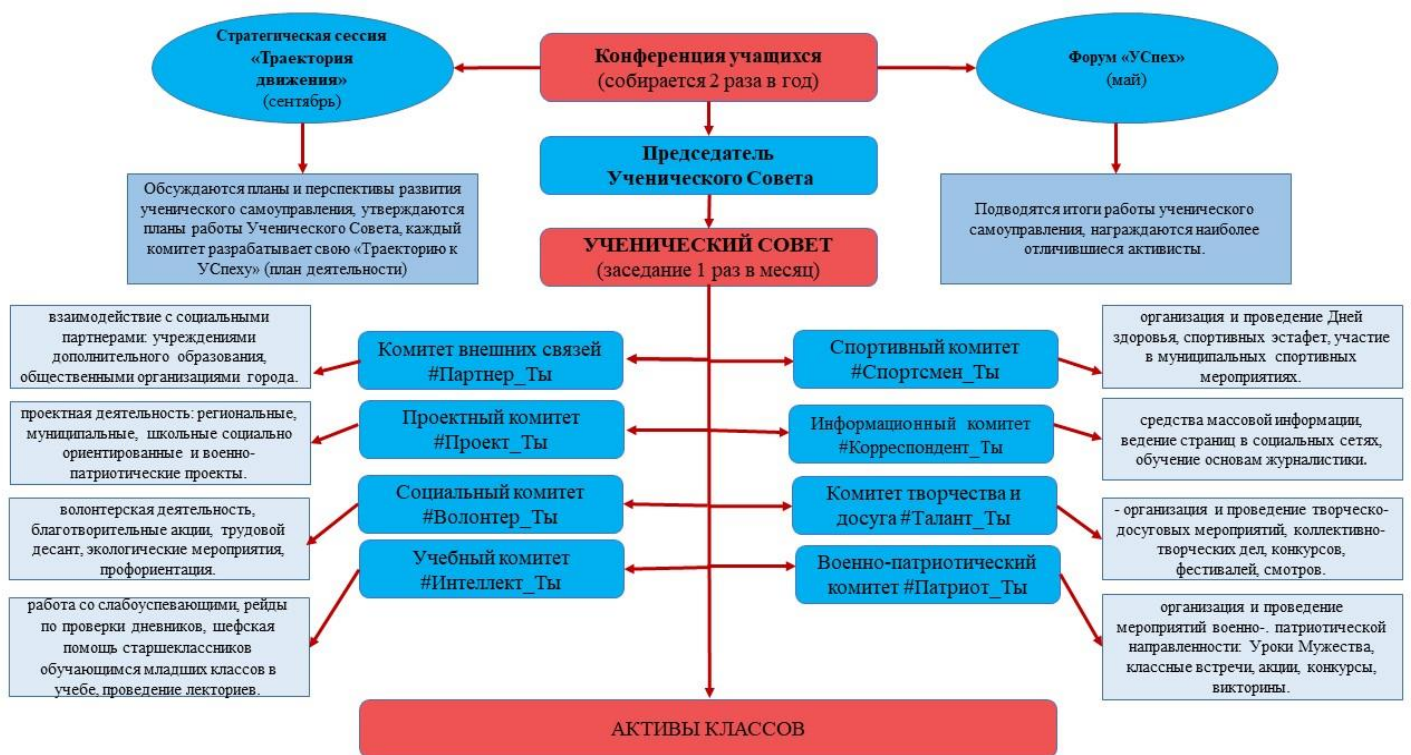 Стратегическая сессия
«Траектория
движения»
(сентябрь)
Конференция учащихся
(собирается 2 раза в год)
Форум «УСпех»
(май)
Председатель
Ученического Совета
Обсуждаются планы и перспективы развития
ученического самоуправления, утверждаются
планы работы Ученического Совета, каждый
комитет разрабатывает свою «Траекторию к
УСпеху» (план деятельности)
УЧЕНИЧЕСКИЙ СОВЕТ
(заседание 1 раз в месяц)
Подводятся итоги работы ученического
самоуправления, награждаются наиболее
отличившиеся активисты.
взаимодействие с социальными
партнерами: учреждениями
дополнительного образования,
общественными организациями города.
Комитет внешних связей
#Партнер_Ты
Спортивный комитет
#Спортсмен_Ты
организация и проведение Дней
здоровья, спортивных эстафет, участие
в муниципальных спортивных
мероприятиях.
проектная деятельность: региональные,
муниципальные, школьные социально
ориентированные и военно-
патриотические проекты.
Проектный комитет
#Проект_Ты
Информационный комитет
#Корреспондент_Ты
средства массовой информации,
ведение страниц в социальных сетях,
обучение основам журналистики.
волонтерская деятельность,
благотворительные акции, трудовой
десант, экологические мероприятия,
профориентация.
Социальный комитет
#Волонтер_Ты
Комитет творчества и
досуга #Талант_Ты
- организация и проведение творческо-
досуговых мероприятий, коллективно-
творческих дел, конкурсов,
фестивалей, смотров.
работа со слабоуспевающими, рейды
по проверки дневников, шефская
помощь старшеклассников
обучающимся младших классов в
учебе, проведение лекториев.
Учебный комитет
#Интеллект_Ты
Военно-патриотический
комитет #Патриот_Ты
организация и проведение
мероприятий военно-. патриотической
направленности: Уроки Мужества,
классные встречи, акции, конкурсы,
викторины.
АКТИВЫ КЛАССОВ